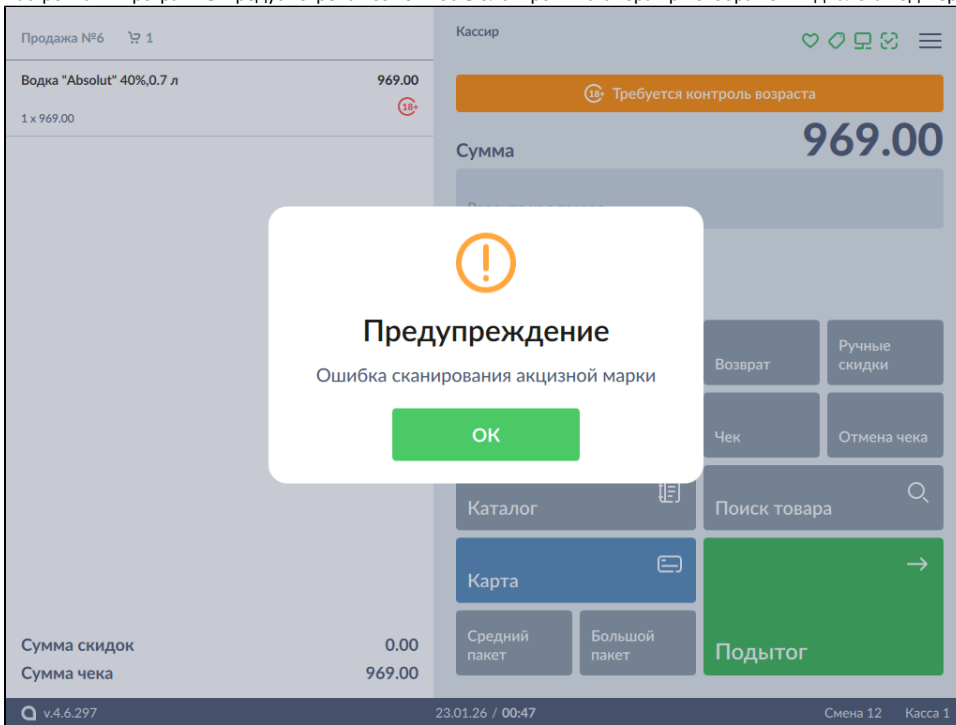 Продажа №6 1
Водка "Absolut" 40%,0.7 л 969.00
18+
1 x 969.00
Кассир
18+ Требуется контроль возраста
Сумма 969.00
Предупреждение
Ошибка сканирования акцизной марки
ОК
Возврат
Ручные
скидки
Чек
Отмена чека
Каталог
Поиск товара
Карта
Средний
пакет
Большой
пакет
Подытог
Сумма скидок 0.00
Сумма чека 969.00
v.4.6.297 23.01.26 / 00:47 Смена 12 Касса 1